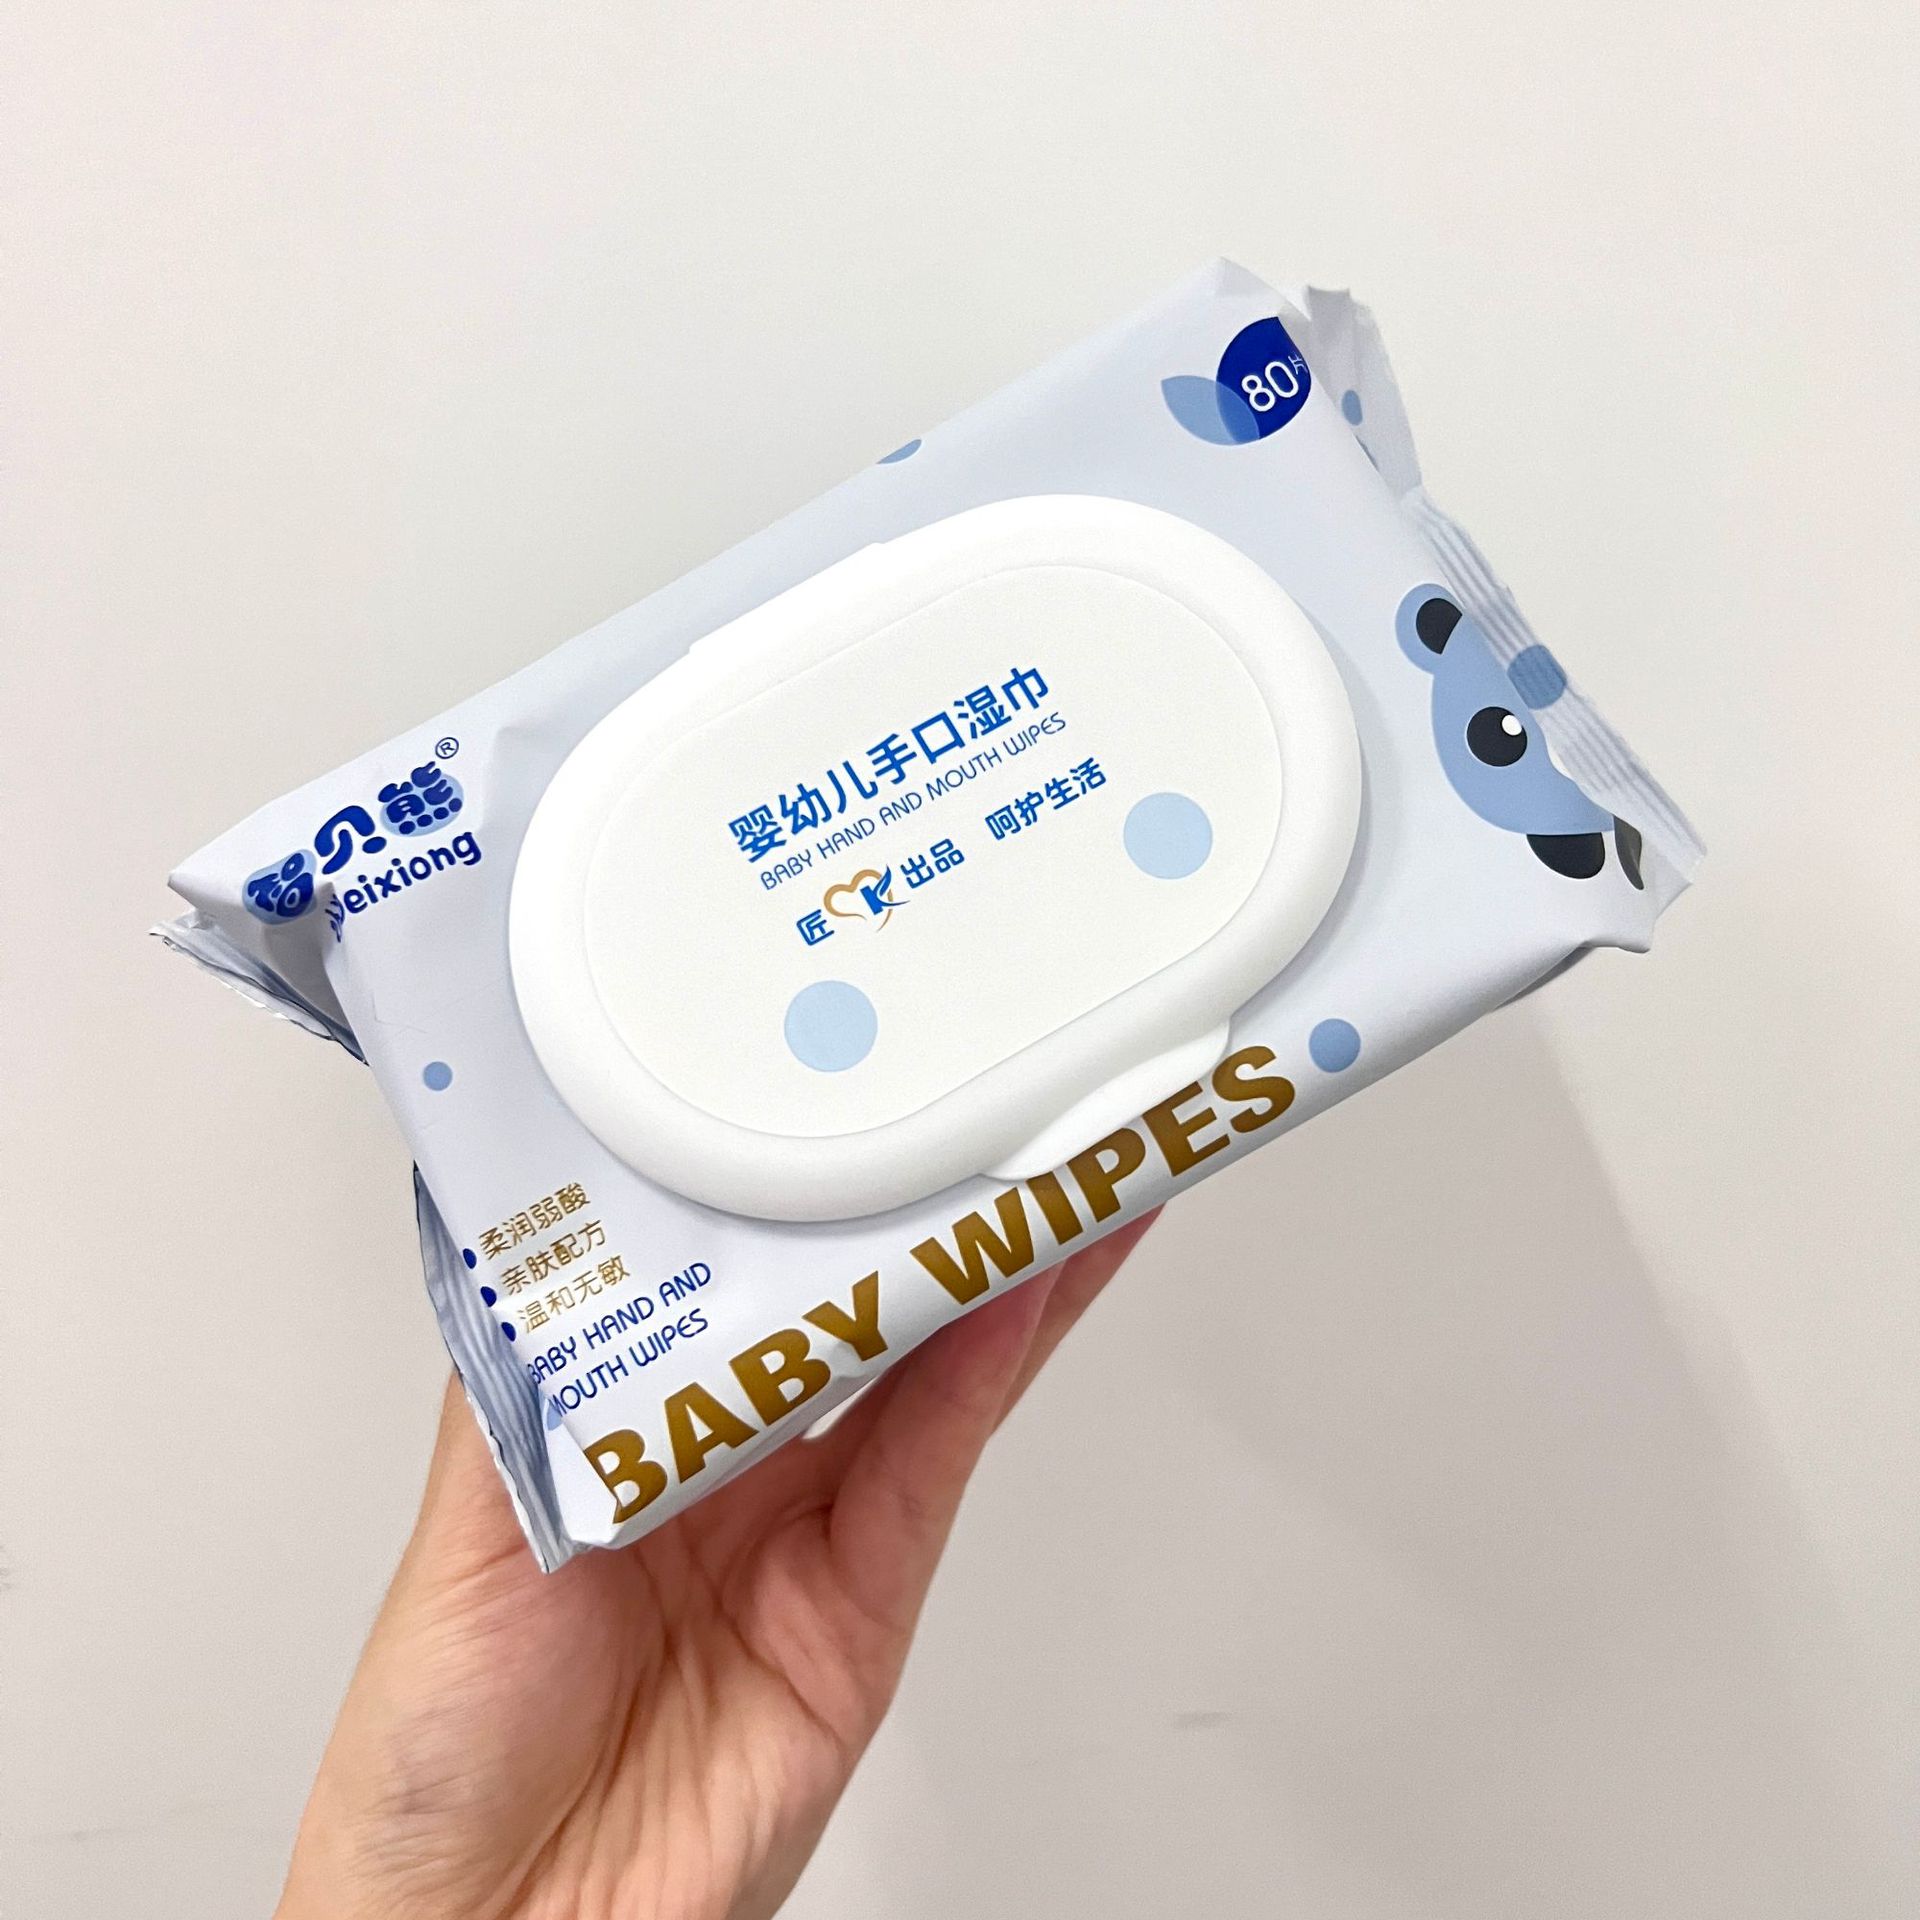 80片
智贝熊®
eixiong
婴幼儿手口湿巾
BABY HAND AND MOUTH WIPES
匠K出品 呵护生活
柔润弱酸
亲肤配方
温和无敏
BABY HAND AND
MOUTH WIPES
BABY WIPES